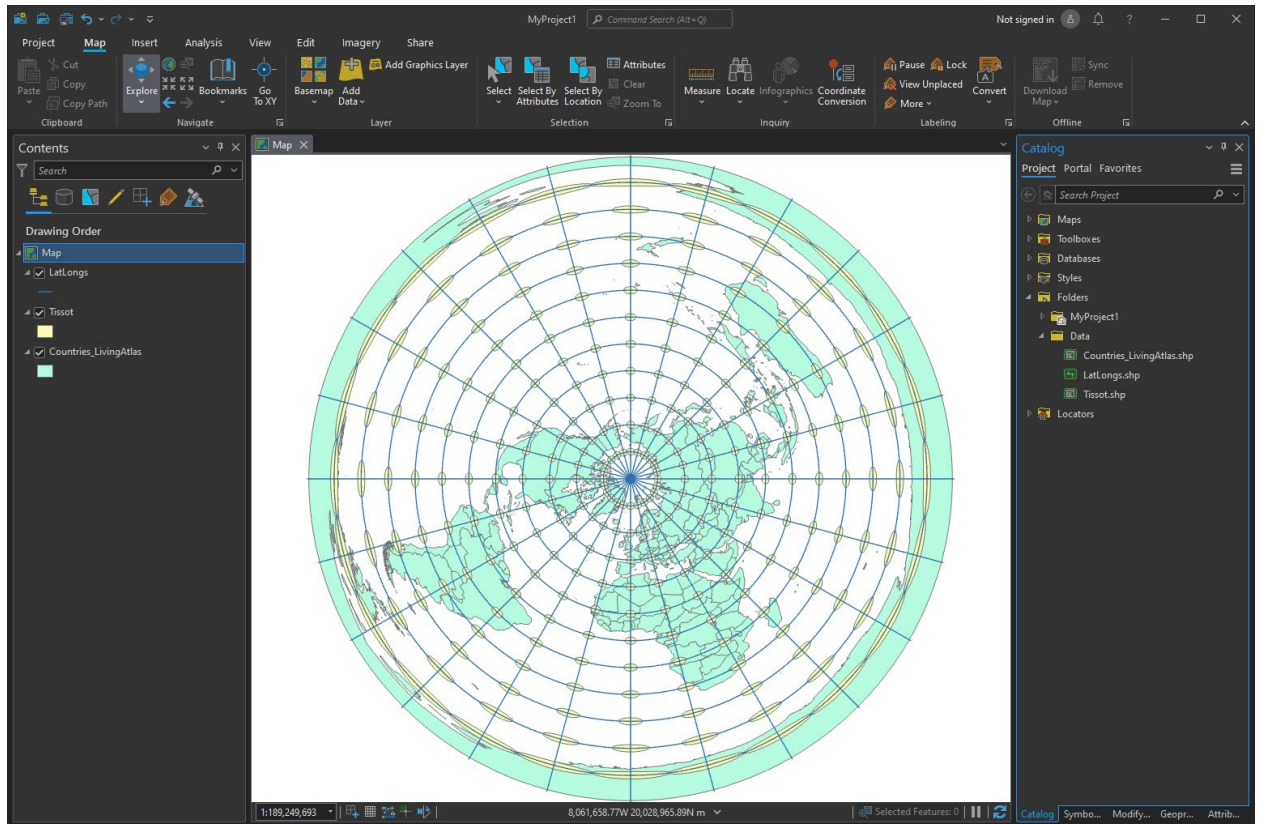 MyProject1 Command Search (Alt+Q) Not signed in ?
Project Map Insert Analysis View Edit Imagery Share
Paste Cut Copy Copy Path
Clipboard
Explore Bookmarks Go To XY
Navigate
Basemap Add Data Add Graphics Layer
Layer
Select Select By Attributes Select By Location Attributes Clear Zoom To
Selection
Measure Locate Infographics Coordinate Conversion
Inquiry
Pause Lock View Unplaced More Convert
Labeling
Download Map Sync Remove
Offline
Contents
Search
Drawing Order
Map
LatLongs
Tissot
Countries_LivingAtlas
Map
1:189,249,693
8,061,658.77W 20,028,965.89N m
Selected Features: 0
Catalog
Project Portal Favorites
Search Project
Maps
Toolboxes
Databases
Styles
Folders
MyProject1
Data
Countries_LivingAtlas.shp
LatLongs.shp
Tissot.shp
Locators
Catalog Symbo... Modify... Geopr... Attrib...